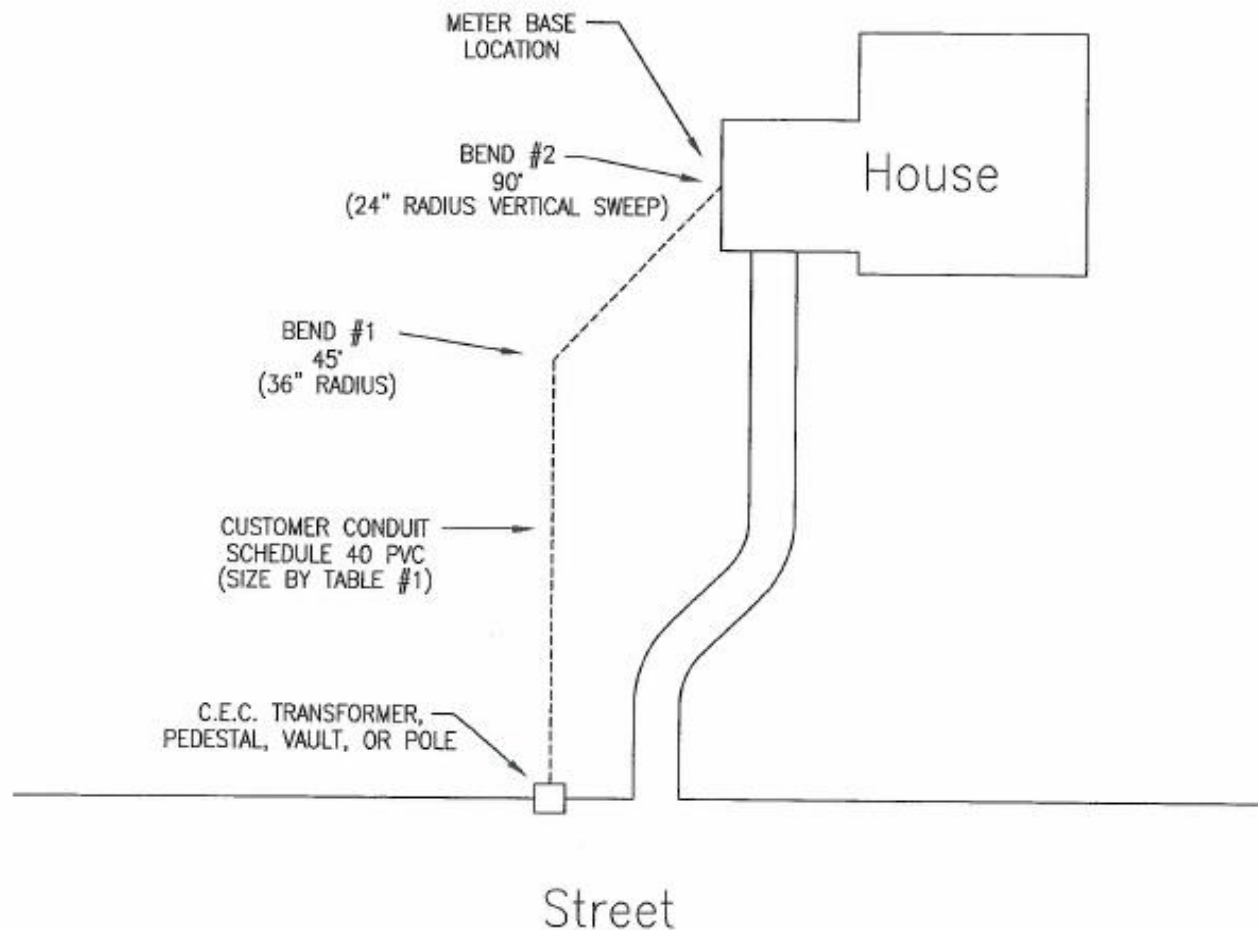 METER BASE
LOCATION
BEND #2
90°
(24" RADIUS VERTICAL SWEEP)
House
BEND #1
45°
(36" RADIUS)
CUSTOMER CONDUIT
SCHEDULE 40 PVC
(SIZE BY TABLE #1)
C.E.C. TRANSFORMER,
PEDESTAL, VAULT, OR POLE
Street